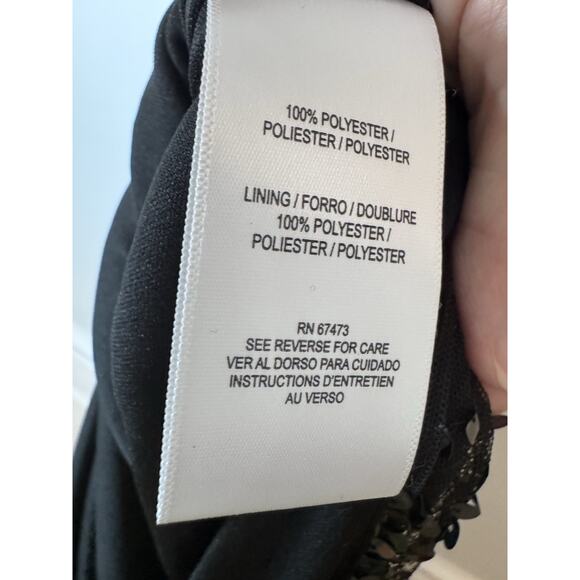 100% POLYESTER /
POLIESTER / POLYESTER
LINING / FORRO / DOUBLURE
100% POLYESTER /
POLIESTER / POLYESTER
RN 67473
SEE REVERSE FOR CARE
VER AL DORSO PARA CUIDADO
INSTRUCTIONS D'ENTRETIEN
AU VERSO